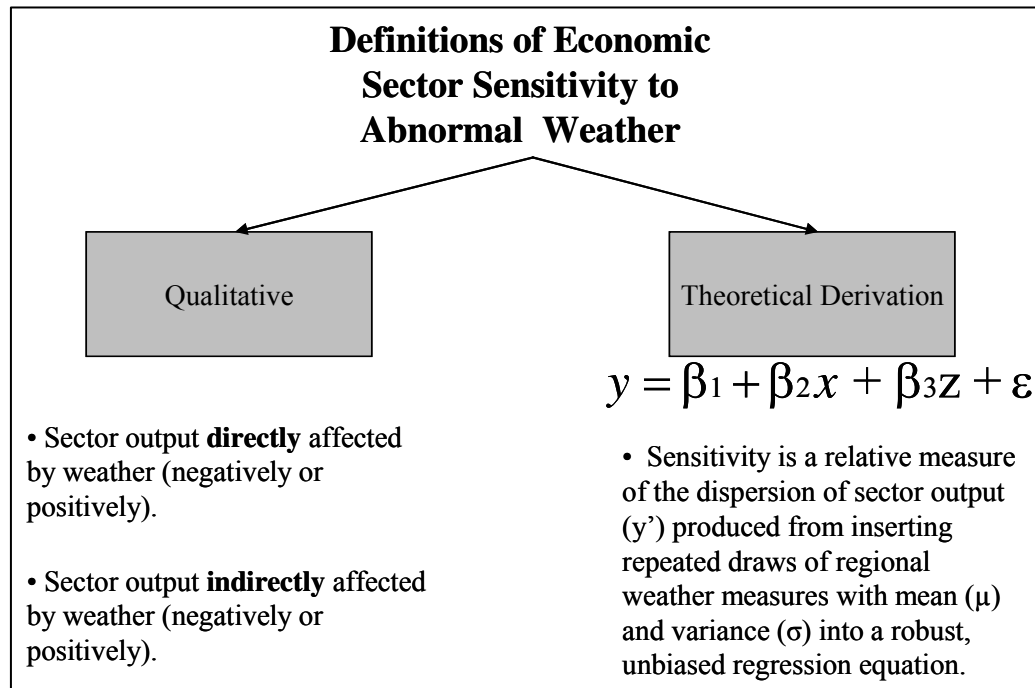 Definitions of Economic
Sector Sensitivity to
Abnormal Weather
Qualitative
Theoretical Derivation
y = β1 + β2x + β3z + ε
• Sector output directly affected
by weather (negatively or
positively).
• Sector output indirectly affected
by weather (negatively or
positively).
• Sensitivity is a relative measure
of the dispersion of sector output
(y’) produced from inserting
repeated draws of regional
weather measures with mean (μ)
and variance (σ) into a robust,
unbiased regression equation.